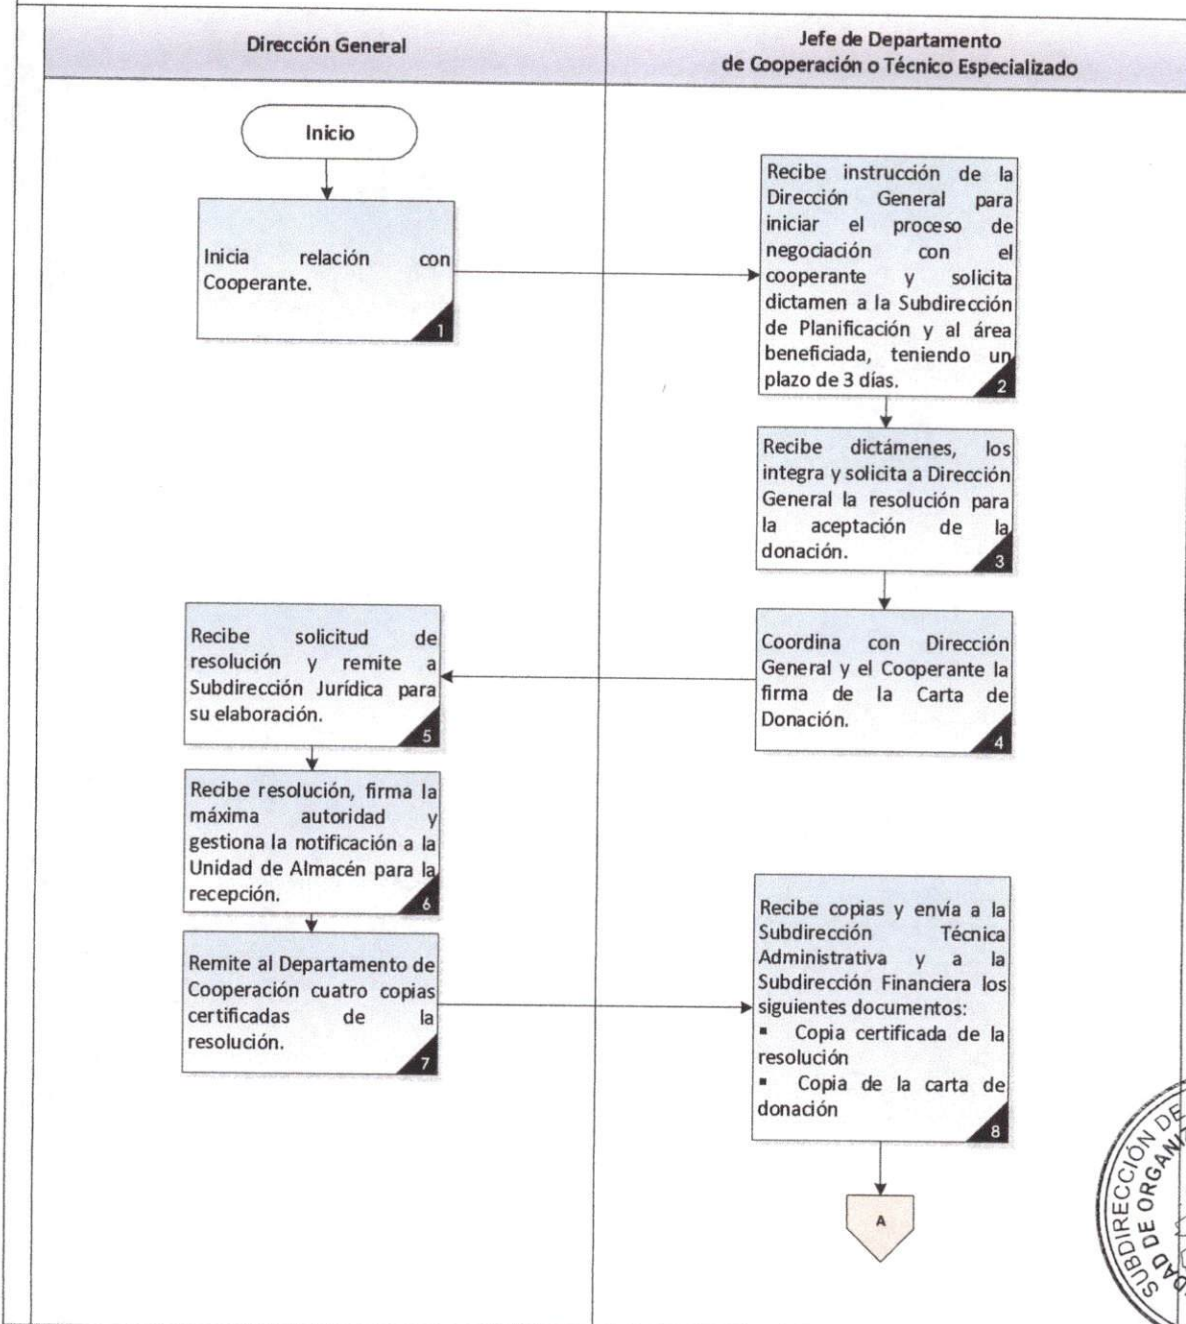 Dirección General
Jefe de Departamento
de Cooperación o Técnico Especializado
Inicio
Inicia relación con
Cooperante.
1
Recibe instrucción de la
Dirección General para
iniciar el proceso de
negociación con el
cooperante y solicita
dictamen a la Subdirección
de Planificación y al área
beneficiada, teniendo un
plazo de 3 días.
2
Recibe dictámenes, los
integra y solicita a Dirección
General la resolución para
la aceptación de la
donación.
3
Coordina con Dirección
General y el Cooperante la
firma de la Carta de
Donación.
4
Recibe solicitud de
resolución y remite a
Subdirección Jurídica para
su elaboración.
5
Recibe resolución, firma la
máxima autoridad y
gestiona la notificación a la
Unidad de Almacén para la
recepción.
6
Remite al Departamento de
Cooperación cuatro copias
certificadas de la
resolución.
7
Recibe copias y envía a la
Subdirección Técnica
Administrativa y a la
Subdirección Financiera los
siguientes documentos:
▪ Copia certificada de la
resolución
▪ Copia de la carta de
donación
8
A
SUBDIRECCIÓN DE
DE